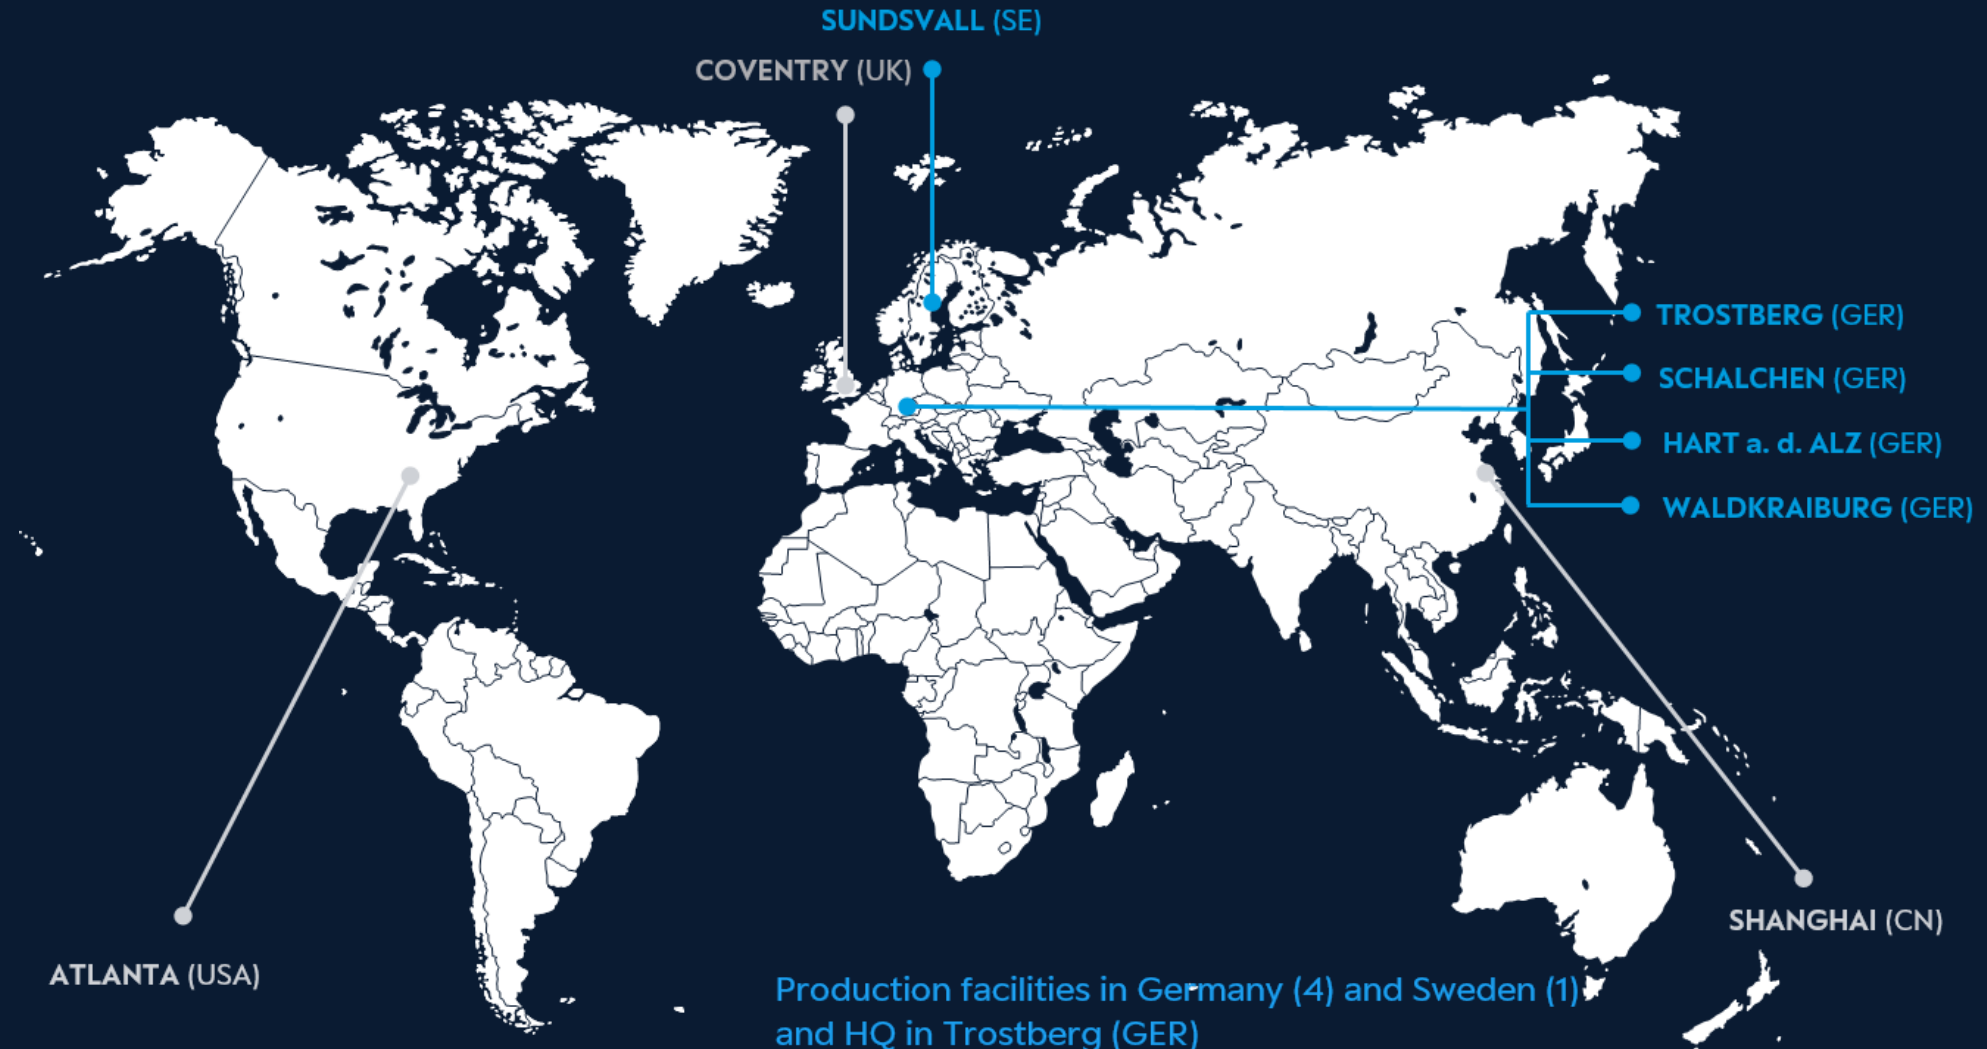 SUNDSVALL (SE)
COVENTRY (UK)
TROSTBERG (GER)
SCHALCHEN (GER)
HART a. d. ALZ (GER)
WALDKRAIBURG (GER)
SHANGHAI (CN)
ATLANTA (USA)
Production facilities in Germany (4) and Sweden (1)
and HQ in Trostberg (GER)